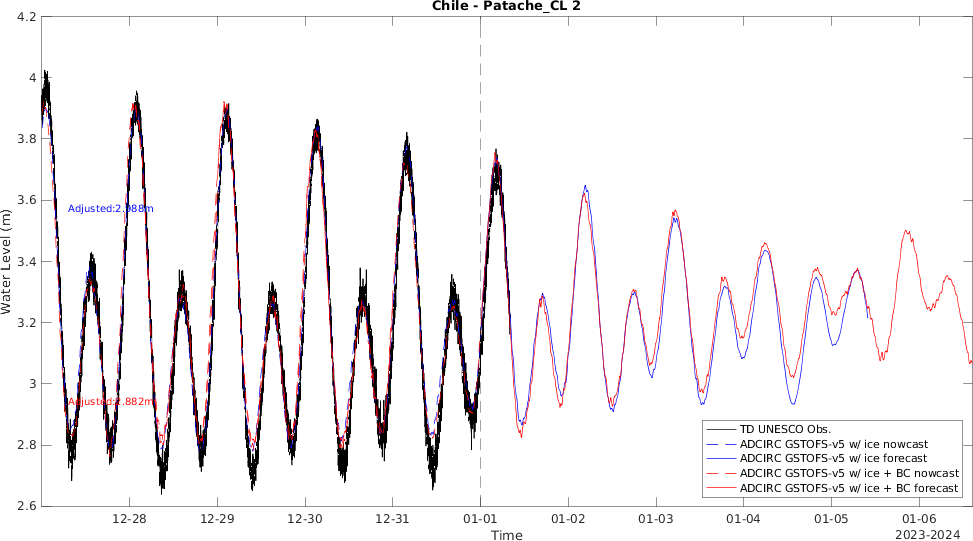 Chile - Patache_CL 2
4.2
4
3.8
3.6
3.4
3.2
3
2.8
2.6
Water Level (m)
Adjusted:2.988m
Adjusted:2.882m
TD UNESCO Obs.
ADCIRC GSTOFS-v5 w/ ice nowcast
ADCIRC GSTOFS-v5 w/ ice forecast
ADCIRC GSTOFS-v5 w/ ice + BC nowcast
ADCIRC GSTOFS-v5 w/ ice + BC forecast
12-28 12-29 12-30 12-31 01-01 01-02 01-03 01-04 01-05 01-06
Time
2023-2024